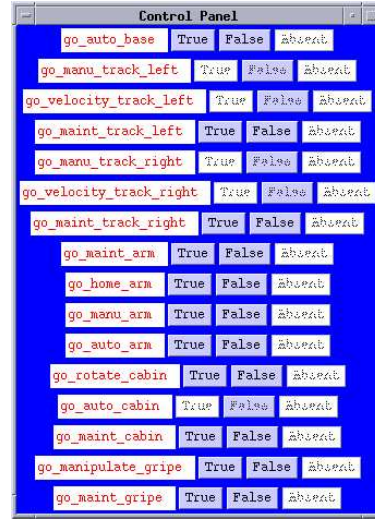 Control Panel
go_auto_base True False Absent
go_manu_track_left True False Absent
go_velocity_track_left True False Absent
go_maint_track_left True False Absent
go_manu_track_right True False Absent
go_velocity_track_right True False Absent
go_maint_track_right True False Absent
go_maint_arm True False Absent
go_home_arm True False Absent
go_manu_arm True False Absent
go_auto_arm True False Absent
go_rotate_cabin True False Absent
go_auto_cabin True False Absent
go_maint_cabin True False Absent
go_manipulate_gripe True False Absent
go_maint_gripe True False Absent